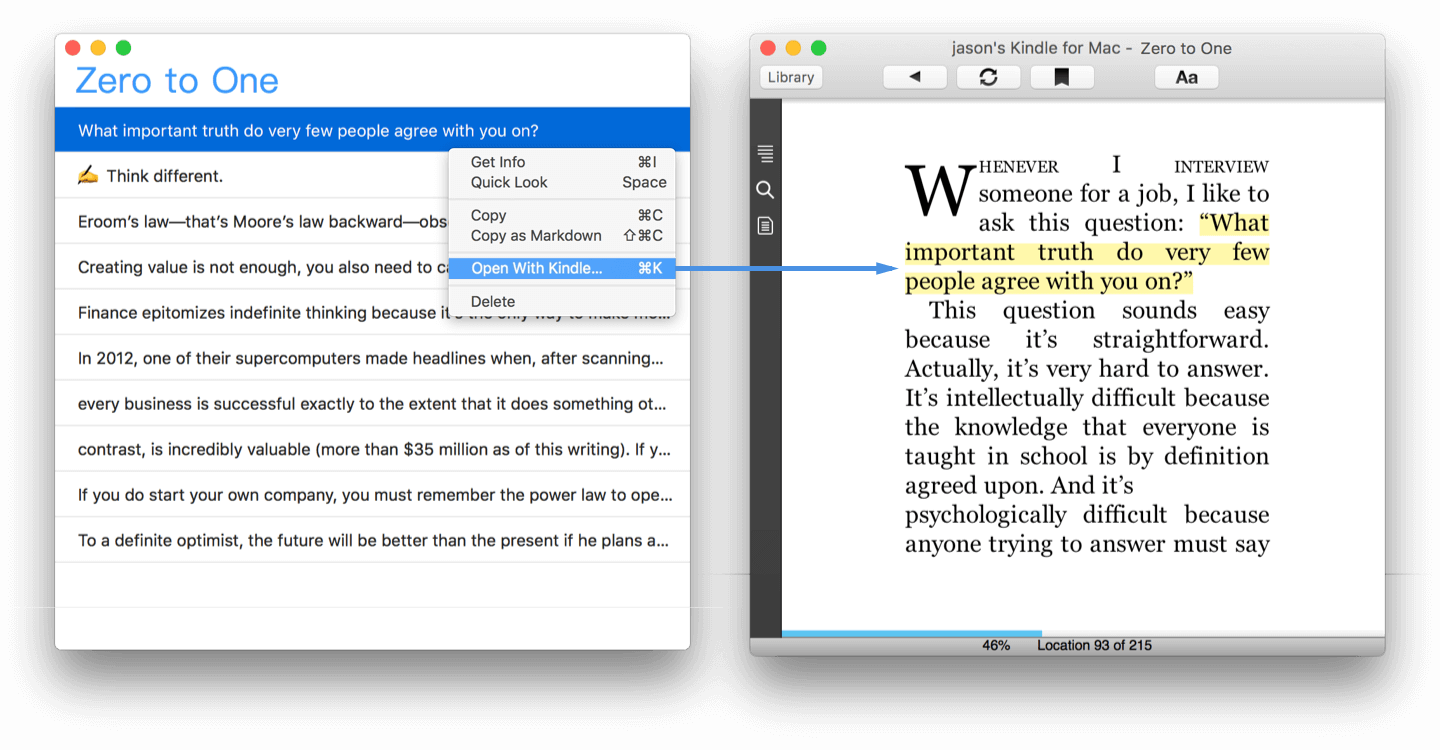 Zero to One
What important truth do very few people agree with you on?
✍️ Think different.
Eroom’s law—that’s Moore’s law backward—obs
Creating value is not enough, you also need to ca
Finance epitomizes indefinite thinking because it’s the only way to make mo...
In 2012, one of their supercomputers made headlines when, after scanning...
every business is successful exactly to the extent that it does something ot...
contrast, is incredibly valuable (more than $35 million as of this writing). If y...
If you do start your own company, you must remember the power law to ope...
To a definite optimist, the future will be better than the present if he plans a...
Get Info ⌘I
Quick Look Space
Copy ⌘C
Copy as Markdown ⇧⌘C
Open With Kindle... ⌘K
Delete
jason's Kindle for Mac - Zero to One
Library
Aa
WHENEVER I INTERVIEW
someone for a job, I like to
ask this question: “What
important truth do very few
people agree with you on?”
This question sounds easy
because it’s straightforward.
Actually, it’s very hard to answer.
It’s intellectually difficult because
the knowledge that everyone is
taught in school is by definition
agreed upon. And it’s
psychologically difficult because
anyone trying to answer must say
46% Location 93 of 215